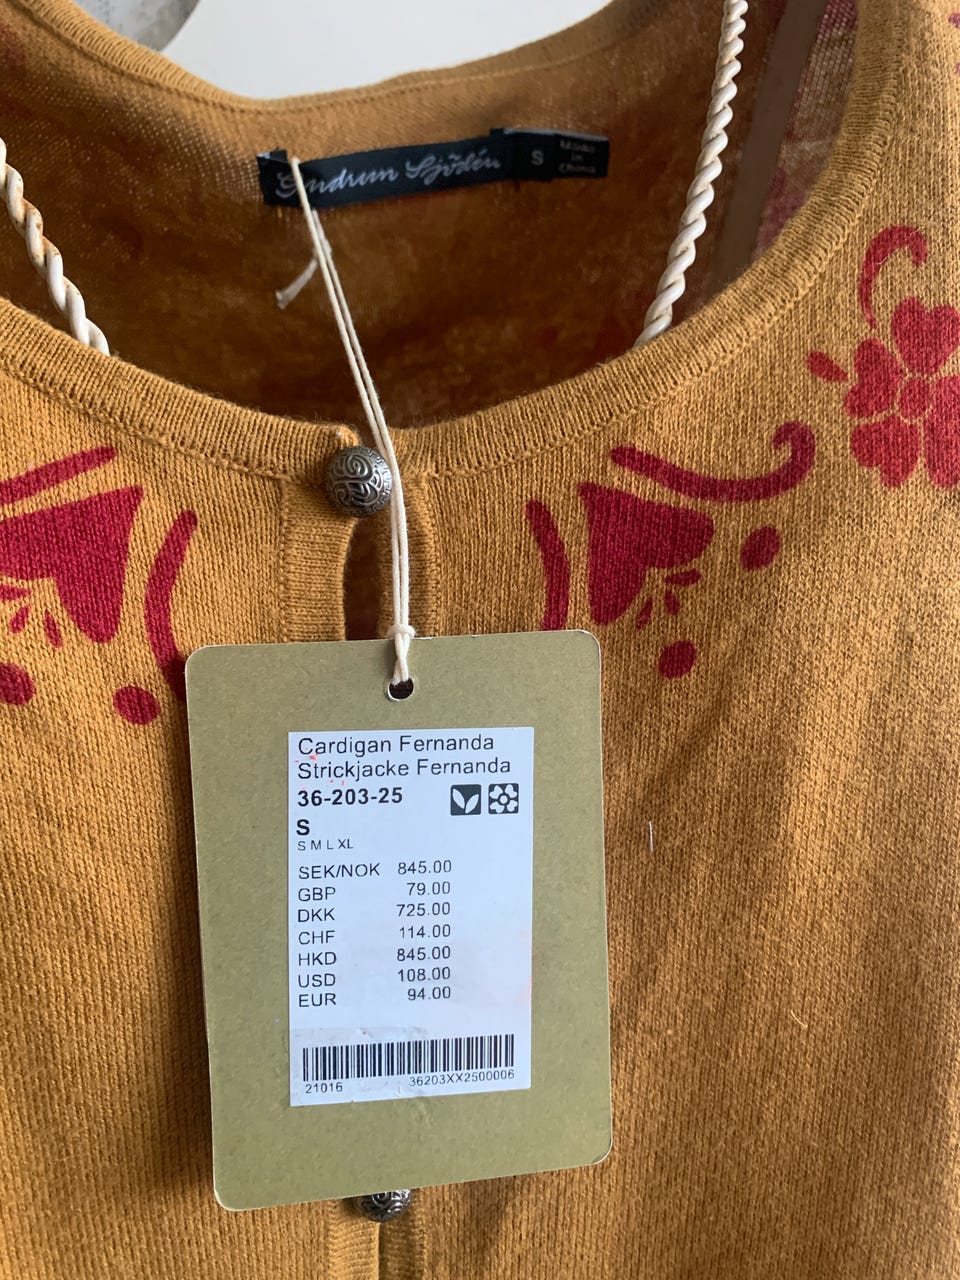 Gudrun Sjödén
S
Made
in
China
Cardigan Fernanda
Strickjacke Fernanda
36-203-25
S
S M L XL
SEK/NOK 845.00
GBP 79.00
DKK 725.00
CHF 114.00
HKD 845.00
USD 108.00
EUR 94.00
21016 36203XX2500006